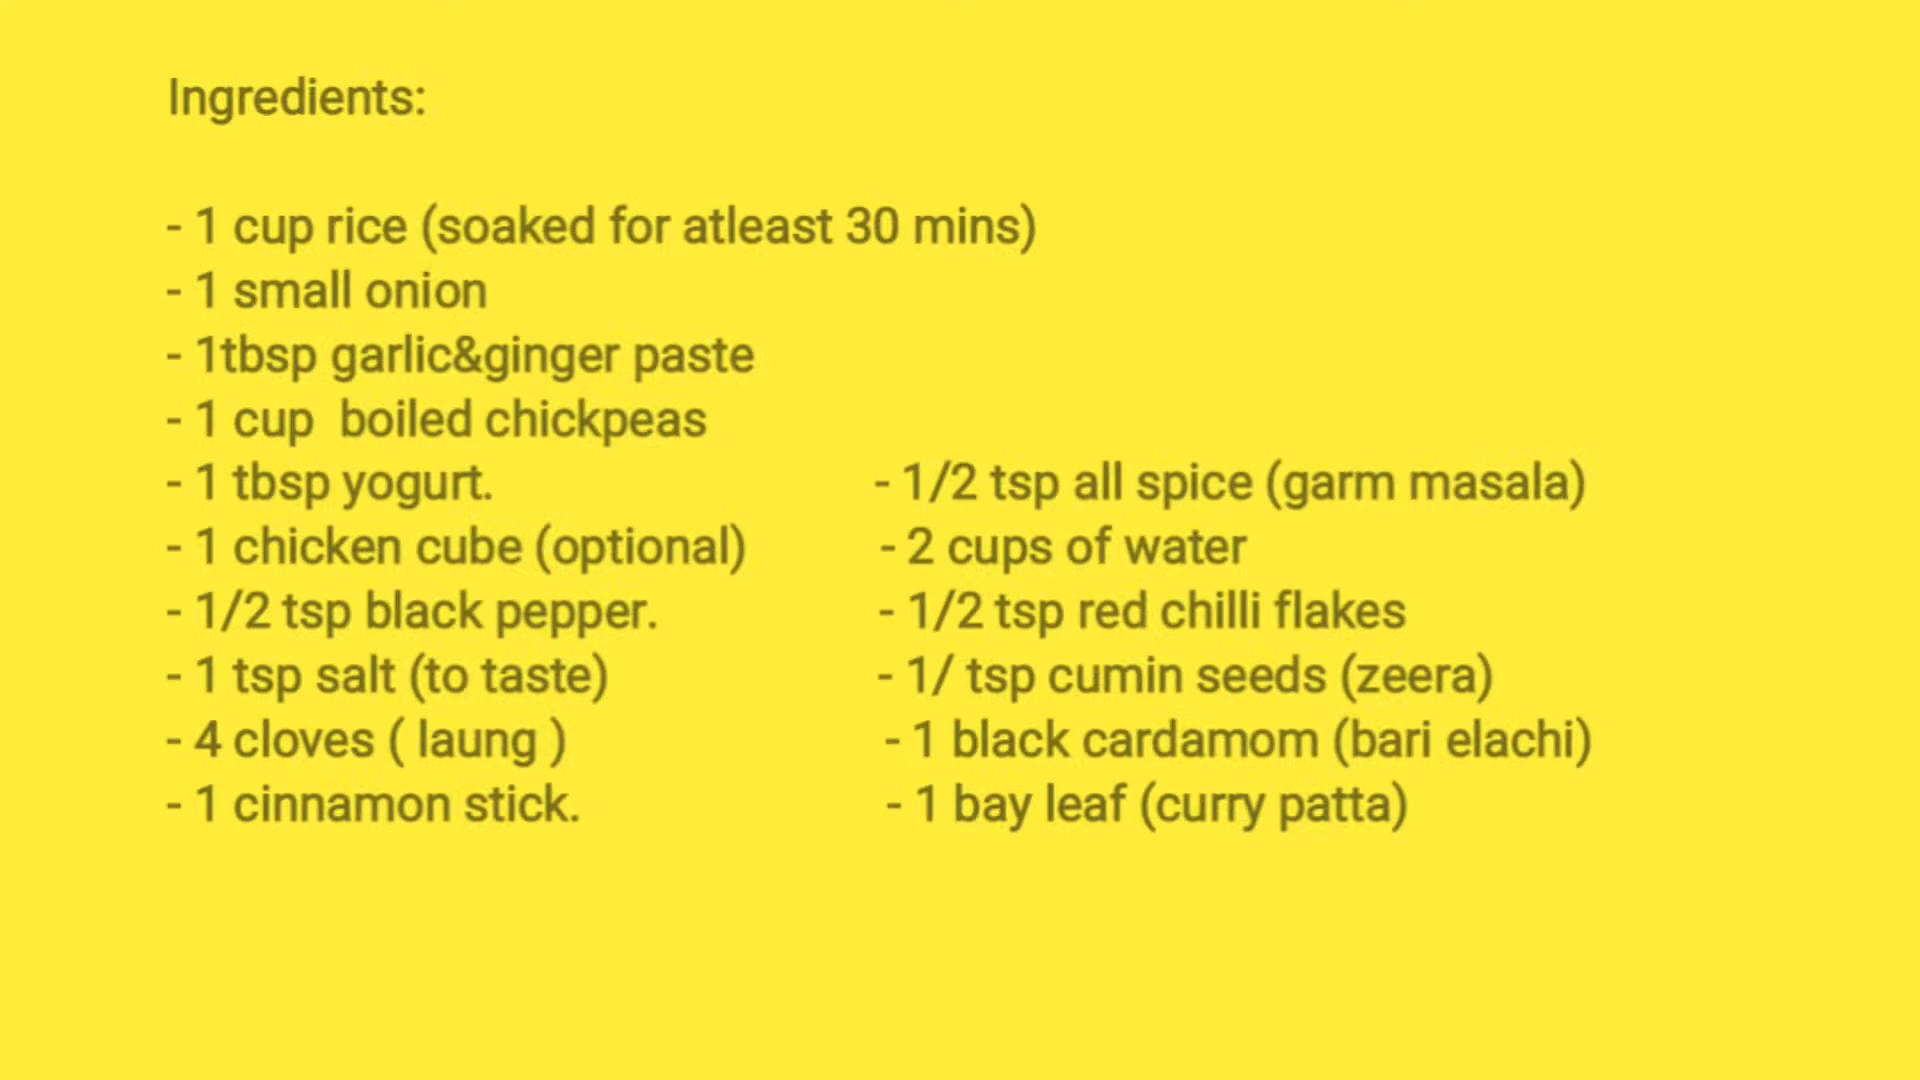 Ingredients:
- 1 cup rice (soaked for atleast 30 mins)
- 1 small onion
- 1tbsp garlic&ginger paste
- 1 cup  boiled chickpeas
- 1 tbsp yogurt.
- 1 chicken cube (optional)
- 1/2 tsp black pepper.
- 1 tsp salt (to taste)
- 4 cloves ( laung )
- 1 cinnamon stick.
- 1/2 tsp all spice (garm masala)
- 2 cups of water
- 1/2 tsp red chilli flakes
- 1/ tsp cumin seeds (zeera)
- 1 black cardamom (bari elachi)
- 1 bay leaf (curry patta)